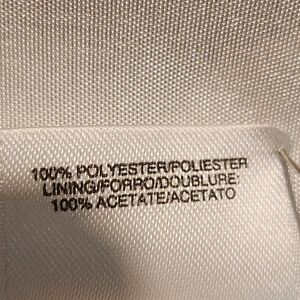 100% POLYESTER/POLIESTER
LINING/FORRO/DOUBLURE:
100% ACETATE/ACETATO